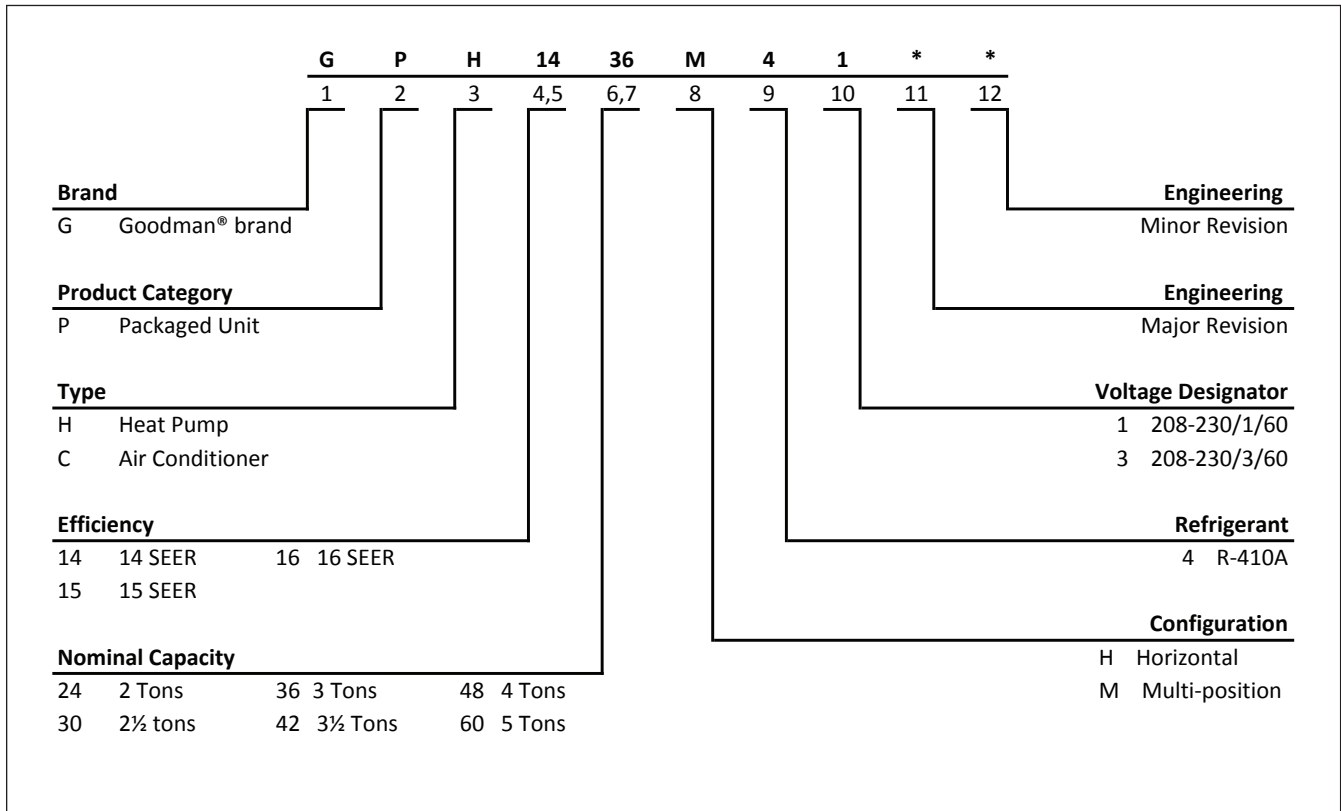 G P H 14 36 M 4 1 * *
1 2 3 4,5 6,7 8 9 10 11 12
Brand
G Goodman® brand
Product Category
P Packaged Unit
Type
H Heat Pump
C Air Conditioner
Efficiency
14 14 SEER 16 16 SEER
15 15 SEER
Nominal Capacity
24 2 Tons 36 3 Tons 48 4 Tons
30 2½ tons 42 3½ Tons 60 5 Tons
Engineering
Minor Revision
Engineering
Major Revision
Voltage Designator
1 208-230/1/60
3 208-230/3/60
Refrigerant
4 R-410A
Configuration
H Horizontal
M Multi-position